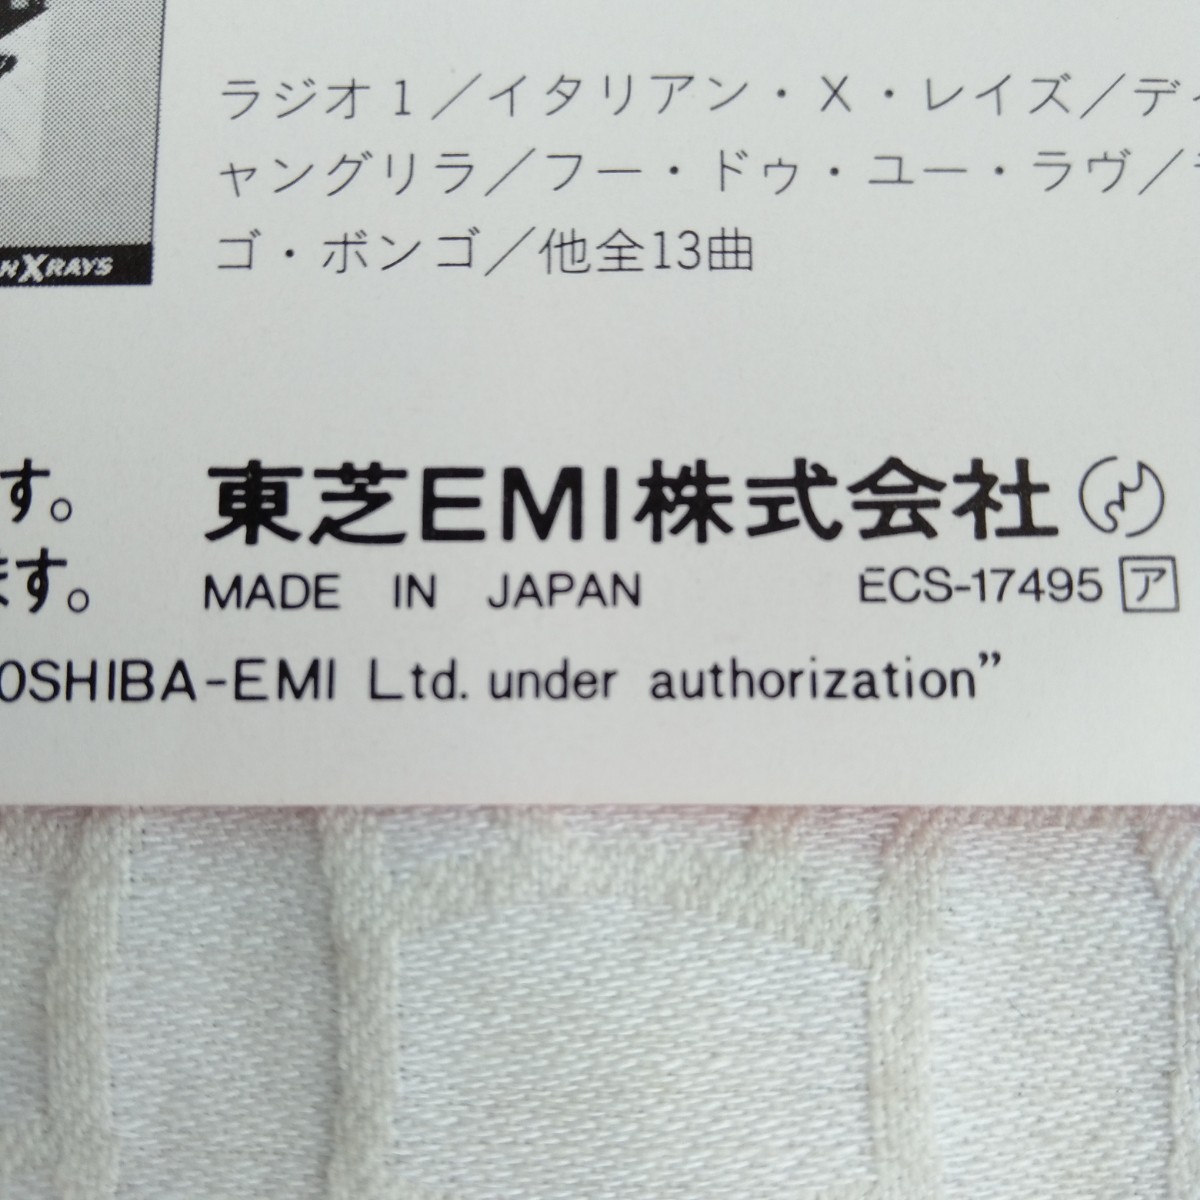 ラジオ1／イタリアン・X・レイズ／ディ
ャングリラ／フー・ドゥ・ユー・ラヴ／
ゴ・ボンゴ／他全13曲
XRAYS
す。
ます。
東芝EMI株式会社
MADE IN JAPAN ECS-17495 ア
OSHIBA-EMI Ltd. under authorization”